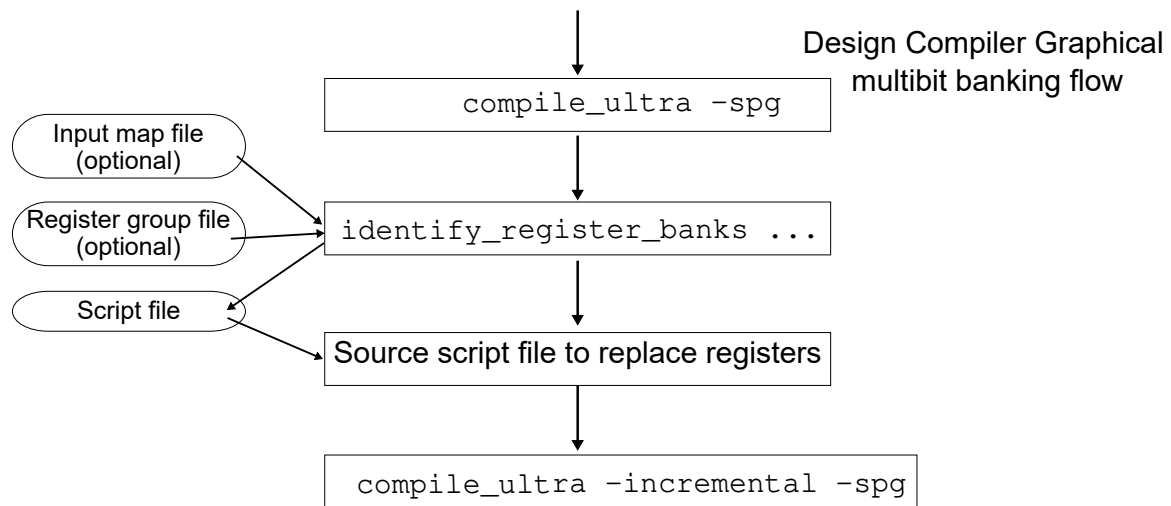 Design Compiler Graphical
multibit banking flow
compile_ultra -spg
Input map file
(optional)
Register group file
(optional)
identify_register_banks ...
Script file
Source script file to replace registers
compile_ultra -incremental -spg